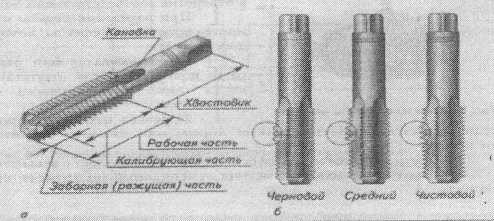 Канавка
Хвостовик
Рабочая часть
Калибрующая часть
Заборная (режущая) часть
Черновой Средний Чистовой
а
б